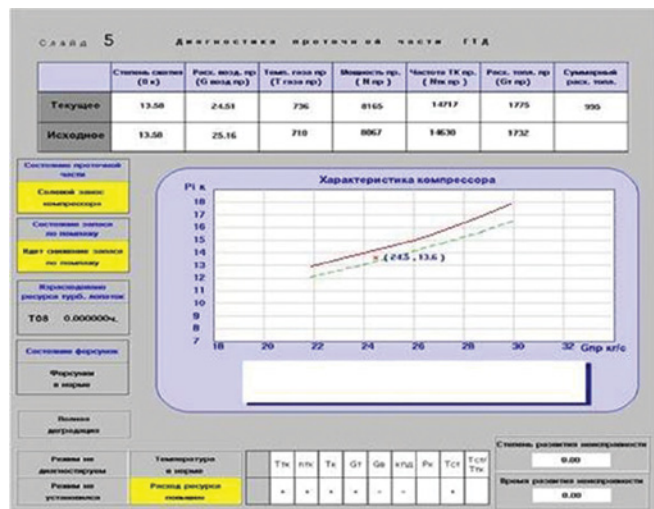 Слайд 5 Диагностика проточной части ГТД
Степень сжатия (П к) Расх. возд. пр (G возд пр) Темп. газа пр (Т газа пр) Мощность пр. ( N пр ) Частота ТК пр. ( Nтк пр ) Расх. топл. пр (Gт пр) Суммарный расх. топл.
Текущее 13.58 24.51 736 8165 14717 1775 995
Исходное 13.58 25.16 710 8067 14630 1732
Состояние проточной
части
Солевой занос
компрессора
Состояние запаса
по помпажу
Идет снижение запаса
по помпажу
Израсходовано
ресурса турб. лопаток
Т08 0.000000ч.
Состояние форсунок
Форсунки
в норме
Полная
деградация
Режим не
диагностируем
Режим не
установился
Температура
в норме
Расход ресурса
повышен
Характеристика компрессора
Pi к
18
17
16
15
14
13
12
11
10
9
8
7
( 24.5 , 13.6 )
18 20 22 24 26 28 30 32 Gпр кг/с
Ттк nтк Тк Gт Gв кпд Рк Тст Тст/Ттк
+ + + + - - +
Степень развития неисправности
0.00
Время развития неисправности
0.00